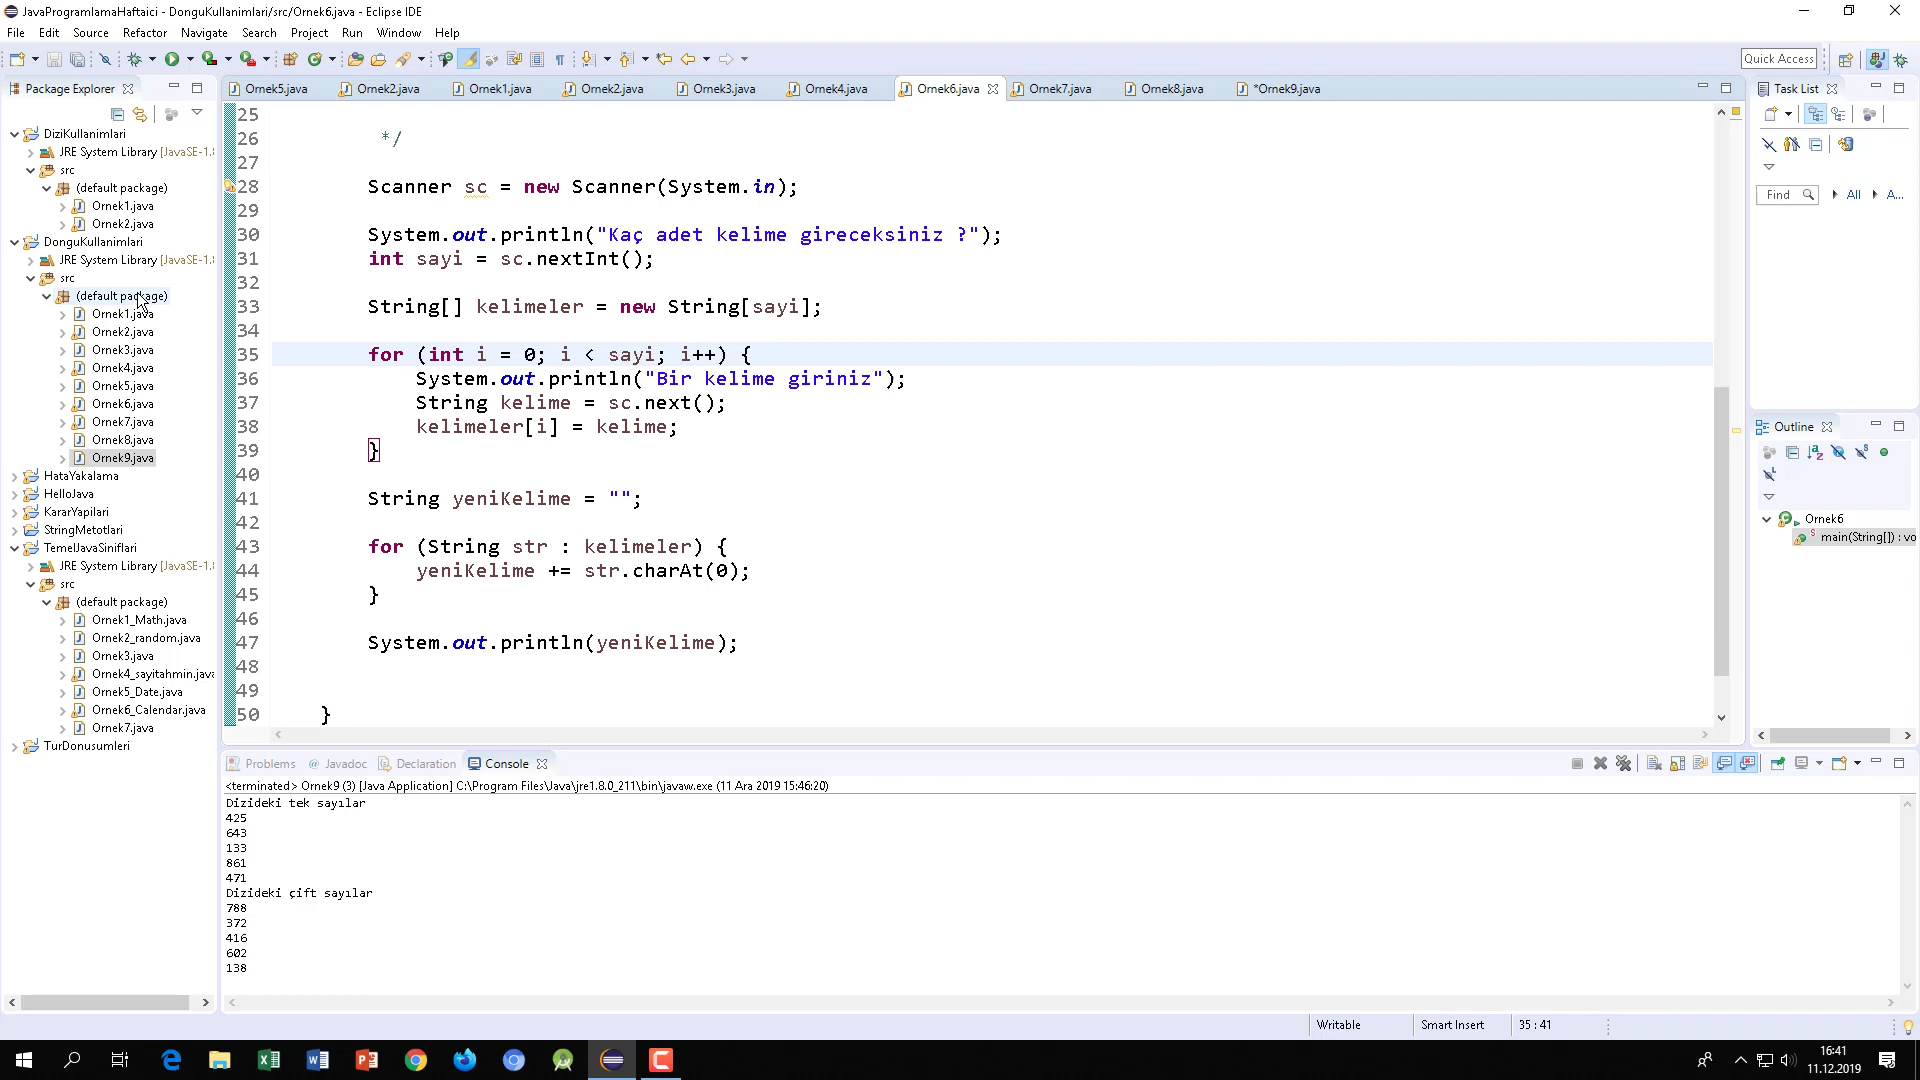 JavaProgramlamaHaftaici - DonguKullanimlari/src/Ornek6.java - Eclipse IDE
File Edit Source Refactor Navigate Search Project Run Window Help
Quick Access
Package Explorer
Ornek5.java Ornek2.java Ornek1.java Ornek2.java Ornek3.java Ornek4.java Ornek6.java Ornek7.java Ornek8.java *Ornek9.java
Task List
DiziKullanimlari
JRE System Library [JavaSE-1.8
src
(default package)
Ornek1.java
Ornek2.java
DonguKullanimlari
JRE System Library [JavaSE-1.8
src
(default package)
Ornek1.java
Ornek2.java
Ornek3.java
Ornek4.java
Ornek5.java
Ornek6.java
Ornek7.java
Ornek8.java
Ornek9.java
HataYakalama
HelloJava
KararYapilari
StringMetotlari
TemelJavaSiniflari
JRE System Library [JavaSE-1.8
src
(default package)
Ornek1_Math.java
Ornek2_random.java
Ornek3.java
Ornek4_sayitahmin.java
Ornek5_Date.java
Ornek6_Calendar.java
Ornek7.java
TurDonusumleri
25
26 */
27
28 Scanner sc = new Scanner(System.in);
29
30 System.out.println("Kaç adet kelime gireceksiniz ?");
31 int sayi = sc.nextInt();
32
33 String[] kelimeler = new String[sayi];
34
35 for (int i = 0; i < sayi; i++) {
36 System.out.println("Bir kelime giriniz");
37 String kelime = sc.next();
38 kelimeler[i] = kelime;
39 }
40
41 String yeniKelime = "";
42
43 for (String str : kelimeler) {
44 yeniKelime += str.charAt(0);
45 }
46
47 System.out.println(yeniKelime);
48
49
50 }
Find All A...
Outline
Ornek6
main(String[]) : vo
Problems Javadoc Declaration Console
<terminated> Ornek9 (3) [Java Application] C:\Program Files\Java\jre1.8.0_211\bin\javaw.exe (11 Ara 2019 15:46:20)
Dizideki tek sayılar
425
643
133
861
471
Dizideki çift sayılar
788
372
416
602
138
Writable Smart Insert 35 : 41
16:41
11.12.2019